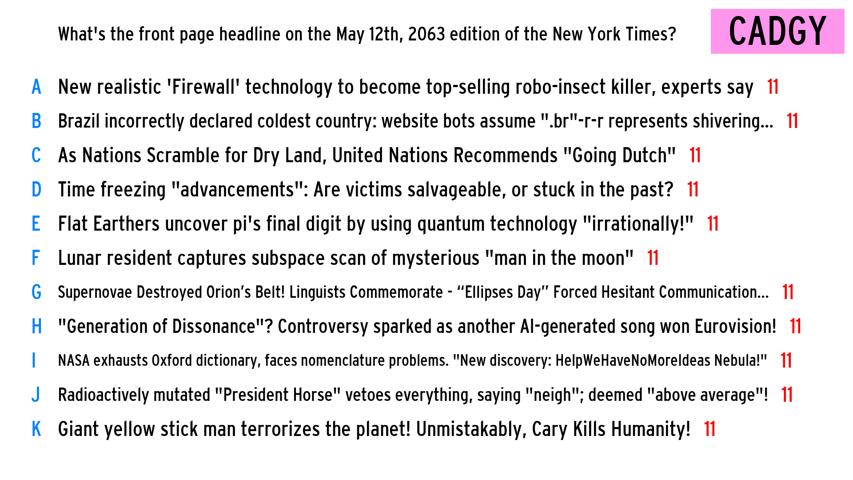 What's the front page headline on the May 12th, 2063 edition of the New York Times? CADGY
A New realistic 'Firewall' technology to become top-selling robo-insect killer, experts say 11
B Brazil incorrectly declared coldest country: website bots assume ".br"-r-r represents shivering... 11
C As Nations Scramble for Dry Land, United Nations Recommends "Going Dutch" 11
D Time freezing "advancements": Are victims salvageable, or stuck in the past? 11
E Flat Earthers uncover pi's final digit by using quantum technology "irrationally!" 11
F Lunar resident captures subspace scan of mysterious "man in the moon" 11
G Supernovae Destroyed Orion’s Belt! Linguists Commemorate - “Ellipses Day” Forced Hesitant Communication... 11
H "Generation of Dissonance"? Controversy sparked as another AI-generated song won Eurovision! 11
I NASA exhausts Oxford dictionary, faces nomenclature problems. "New discovery: HelpWeHaveNoMoreIdeas Nebula!" 11
J Radioactively mutated "President Horse" vetoes everything, saying "neigh"; deemed "above average"! 11
K Giant yellow stick man terrorizes the planet! Unmistakably, Cary Kills Humanity! 11